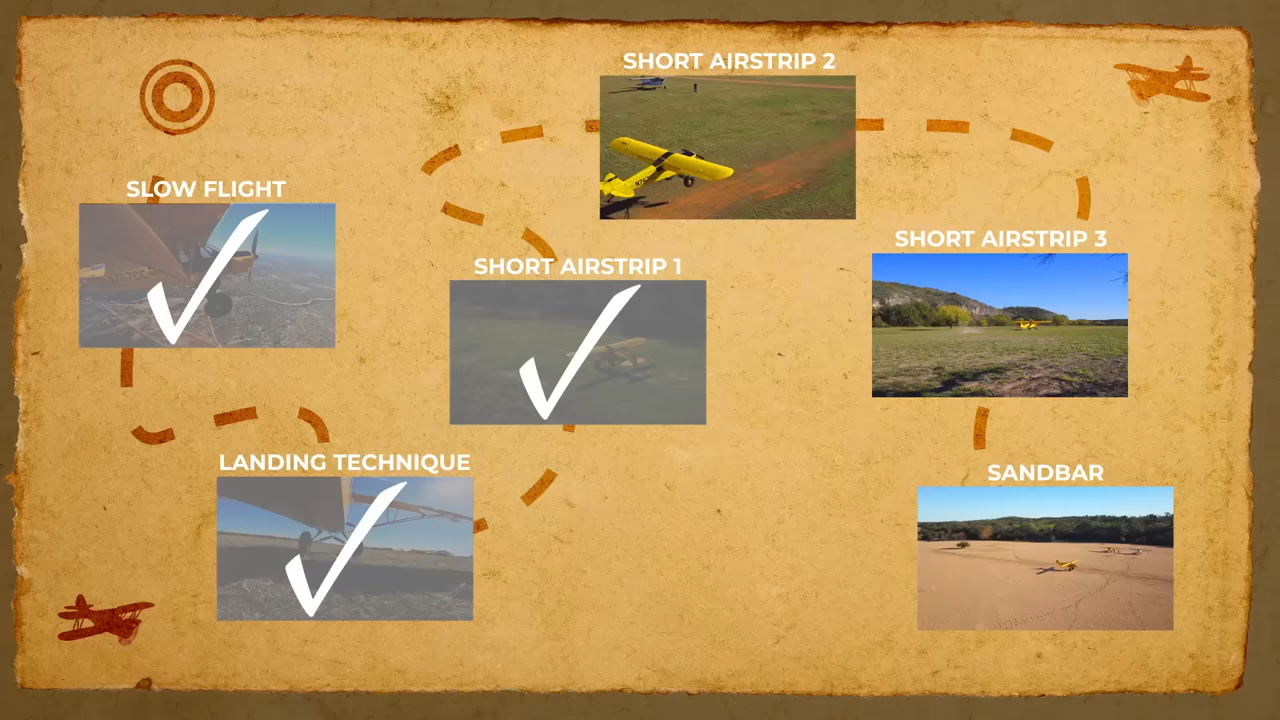 SHORT AIRSTRIP 2
SLOW FLIGHT
SHORT AIRSTRIP 3
SHORT AIRSTRIP 1
LANDING TECHNIQUE
SANDBAR